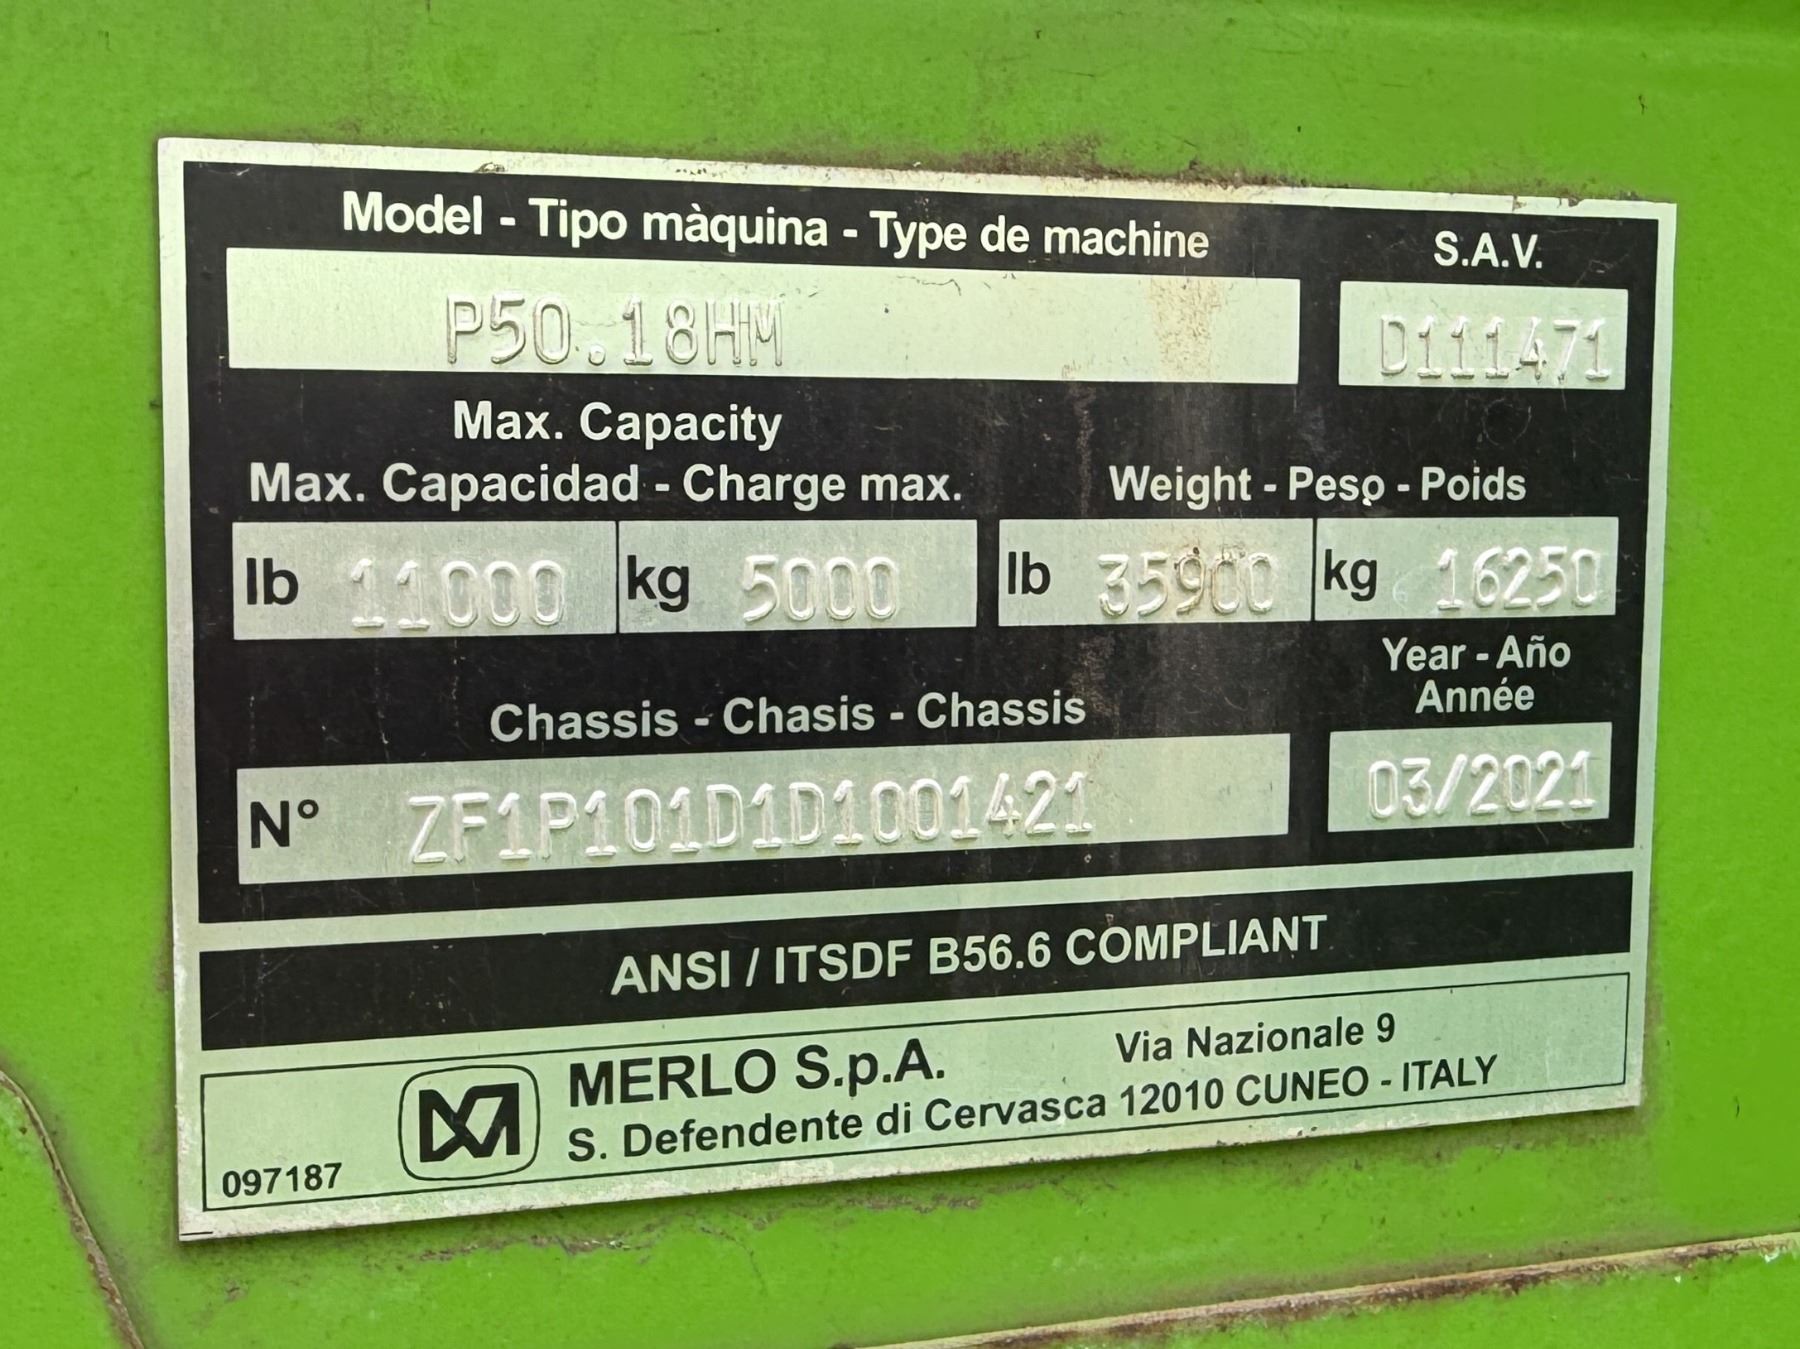 Model - Tipo màquina - Type de machine
S.A.V.
P50.18HM
D111471
Max. Capacity
Max. Capacidad - Charge max.
Weight - Peso - Poids
lb 11000 kg 5000
lb 35900 kg 16250
Chassis - Chasis - Chassis
Year - Año
Année
N° ZF1P101D1D1001421
03/2021
ANSI / ITSDF B56.6 COMPLIANT
MERLO S.p.A.
Via Nazionale 9
S. Defendente di Cervasca 12010 CUNEO - ITALY
097187